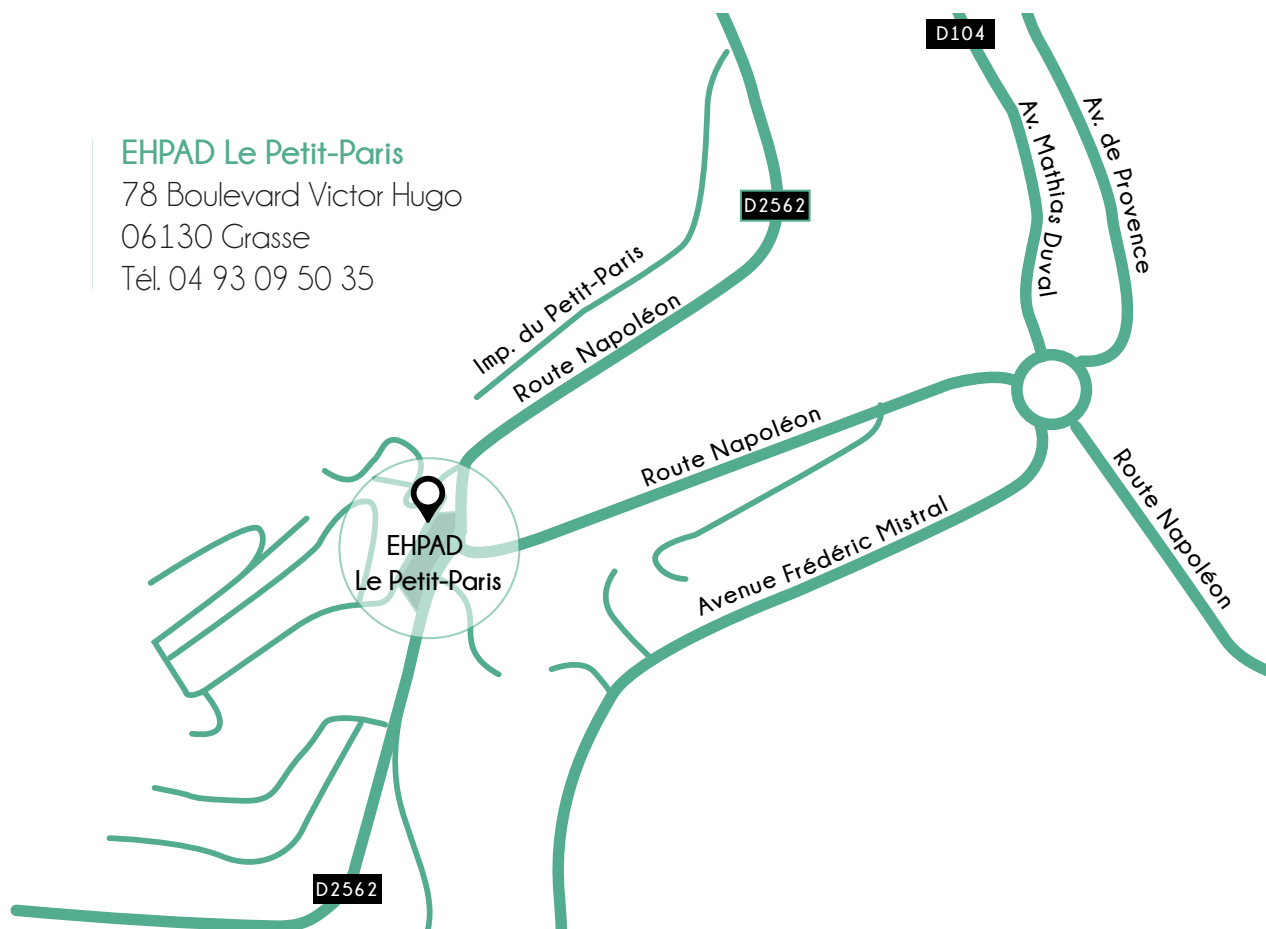 D104
EHPAD Le Petit-Paris
78 Boulevard Victor Hugo
06130 Grasse
Tél. 04 93 09 50 35
Av. Mathias Duval
Av. de Provence
D2562
Imp. du Petit-Paris
Route Napoléon
Route Napoléon
Route Napoléon
Avenue Frédéric Mistral
EHPAD
Le Petit-Paris
D2562